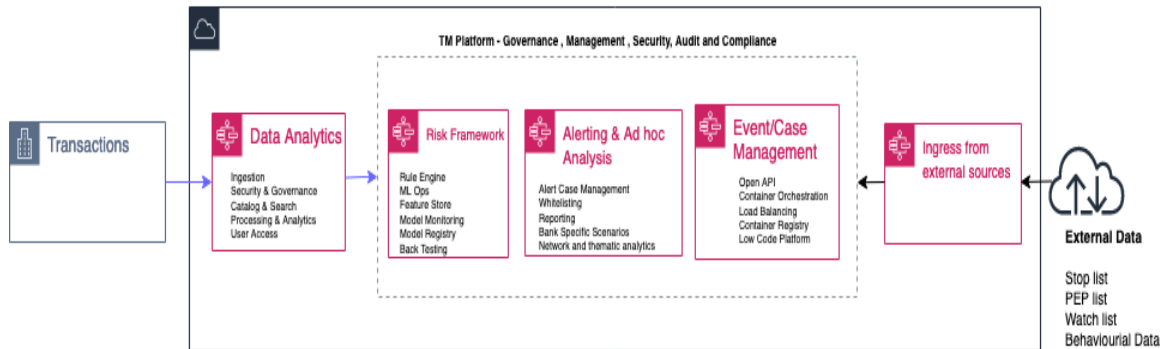 TM Platform - Governance , Management , Security, Audit and Compliance
Transactions
Data Analytics
Ingestion
Security & Governance
Catalog & Search
Processing & Analytics
User Access
Risk Framework
Rule Engine
ML Ops
Feature Store
Model Monitoring
Model Registry
Back Testing
Alerting & Ad hoc
Analysis
Alert Case Management
Whitelisting
Reporting
Bank Specific Scenarios
Network and thematic analytics
Event/Case
Management
Open API
Container Orchestration
Load Balancing
Container Registry
Low Code Platform
Ingress from
external sources
External Data
Stop list
PEP list
Watch list
Behaviourial Data